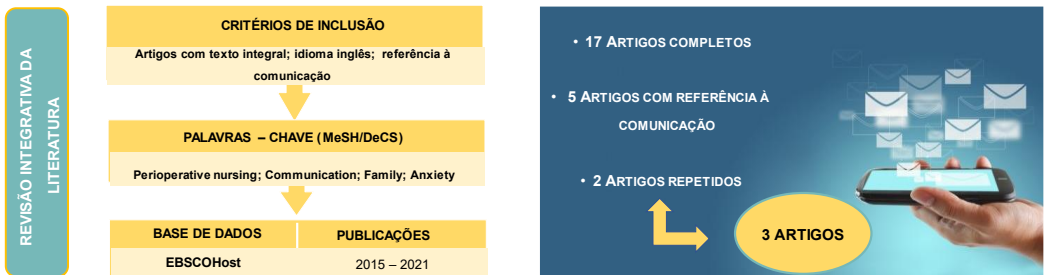 REVISÃO INTEGRATIVA DA
LITERATURA
CRITÉRIOS DE INCLUSÃO
Artigos com texto integral; idioma inglês; referência à
comunicação
PALAVRAS – CHAVE (MeSH/DeCS)
Perioperative nursing; Communication; Family; Anxiety
BASE DE DADOS
PUBLICAÇÕES
EBSCOHost
2015 – 2021
• 17 ARTIGOS COMPLETOS
• 5 ARTIGOS COM REFERÊNCIA À
COMUNICAÇÃO
• 2 ARTIGOS REPETIDOS
3 ARTIGOS